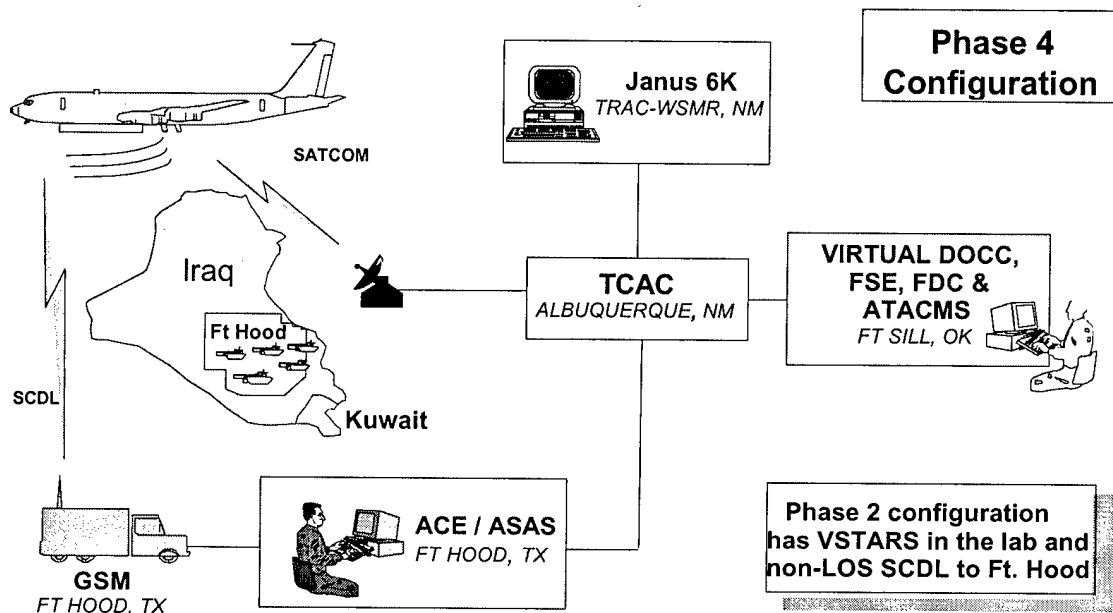 Phase 4
Configuration
Janus 6K
TRAC-WSMR, NM
SATCOM
Iraq
Ft Hood
Kuwait
SCDL
TCAC
ALBUQUERQUE, NM
VIRTUAL DOCC,
FSE, FDC &
ATACMS
FT SILL, OK
GSM
FT HOOD, TX
ACE / ASAS
FT HOOD, TX
Phase 2 configuration
has VSTARS in the lab and
non-LOS SCDL to Ft. Hood